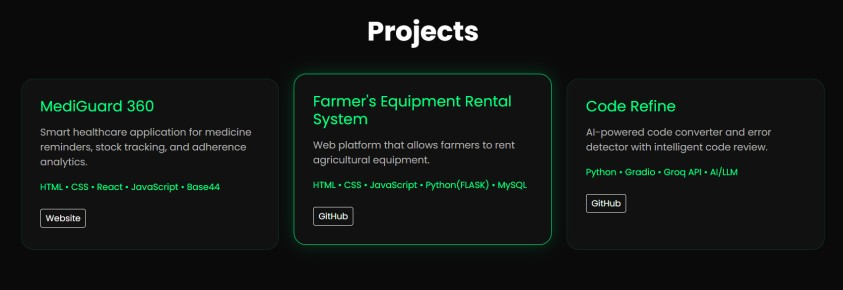 Projects
MediGuard 360
Smart healthcare application for medicine
reminders, stock tracking, and adherence
analytics.
HTML • CSS • React • JavaScript • Base44
Website
Farmer's Equipment Rental
System
Web platform that allows farmers to rent
agricultural equipment.
HTML • CSS • JavaScript • Python(FLASK) • MySQL
GitHub
Code Refine
AI-powered code converter and error
detector with intelligent code review.
Python • Gradio • Groq API • AI/LLM
GitHub